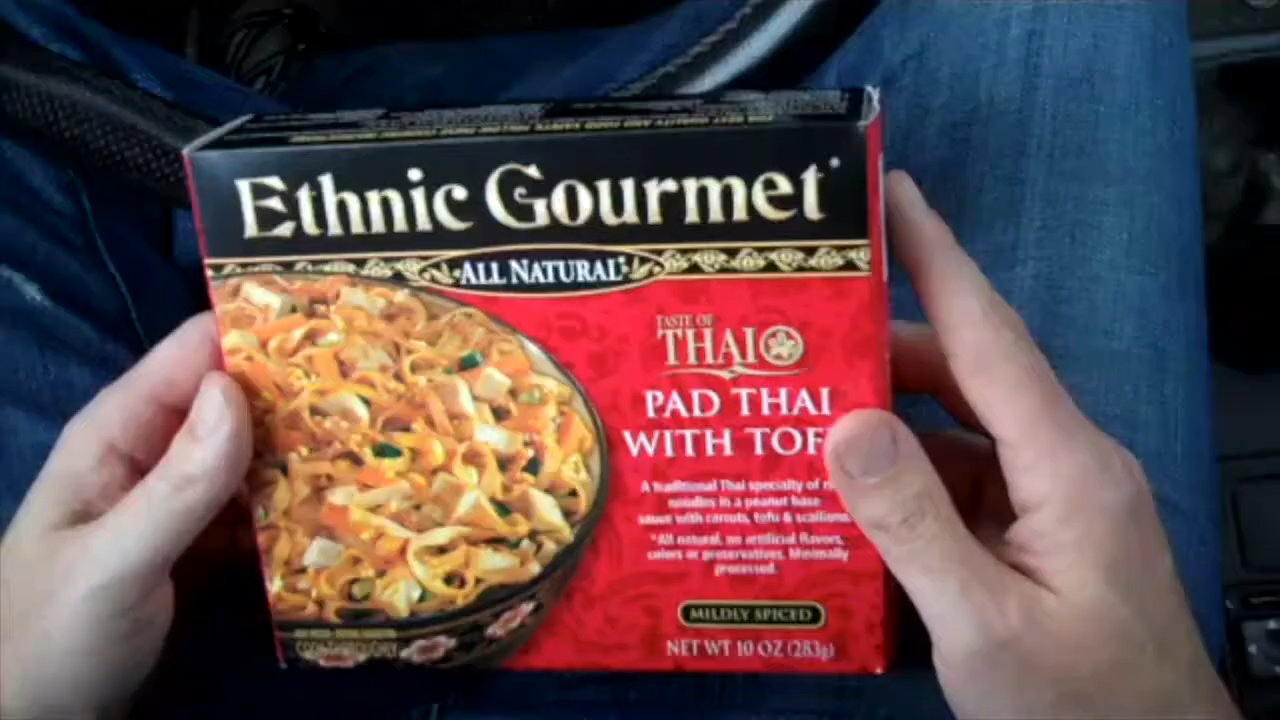 Ethnic Gourmet
ALL NATURAL*
TASTE OF
THAI
PAD THAI
WITH TOF
A traditional Thai specialty of
noodles in a peanut base
sauce with carrots, tofu & scallions.
*All natural, no artificial flavors,
colors or preservatives. Minimally
processed.
MILDLY SPICED
NET WT 10 OZ (283g)
COOK THOROUGHLY